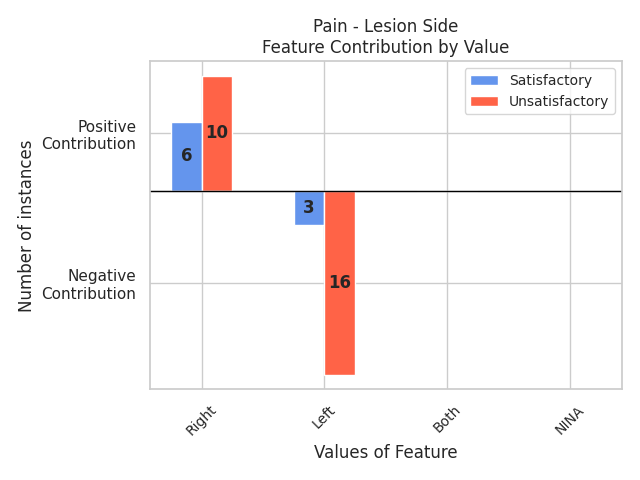 Pain - Lesion Side
Feature Contribution by Value
Satisfactory
Unsatisfactory
Positive
Contribution
Negative
Contribution
Number of instances
6
10
3
16
Right
Left
Both
NINA
Values of Feature